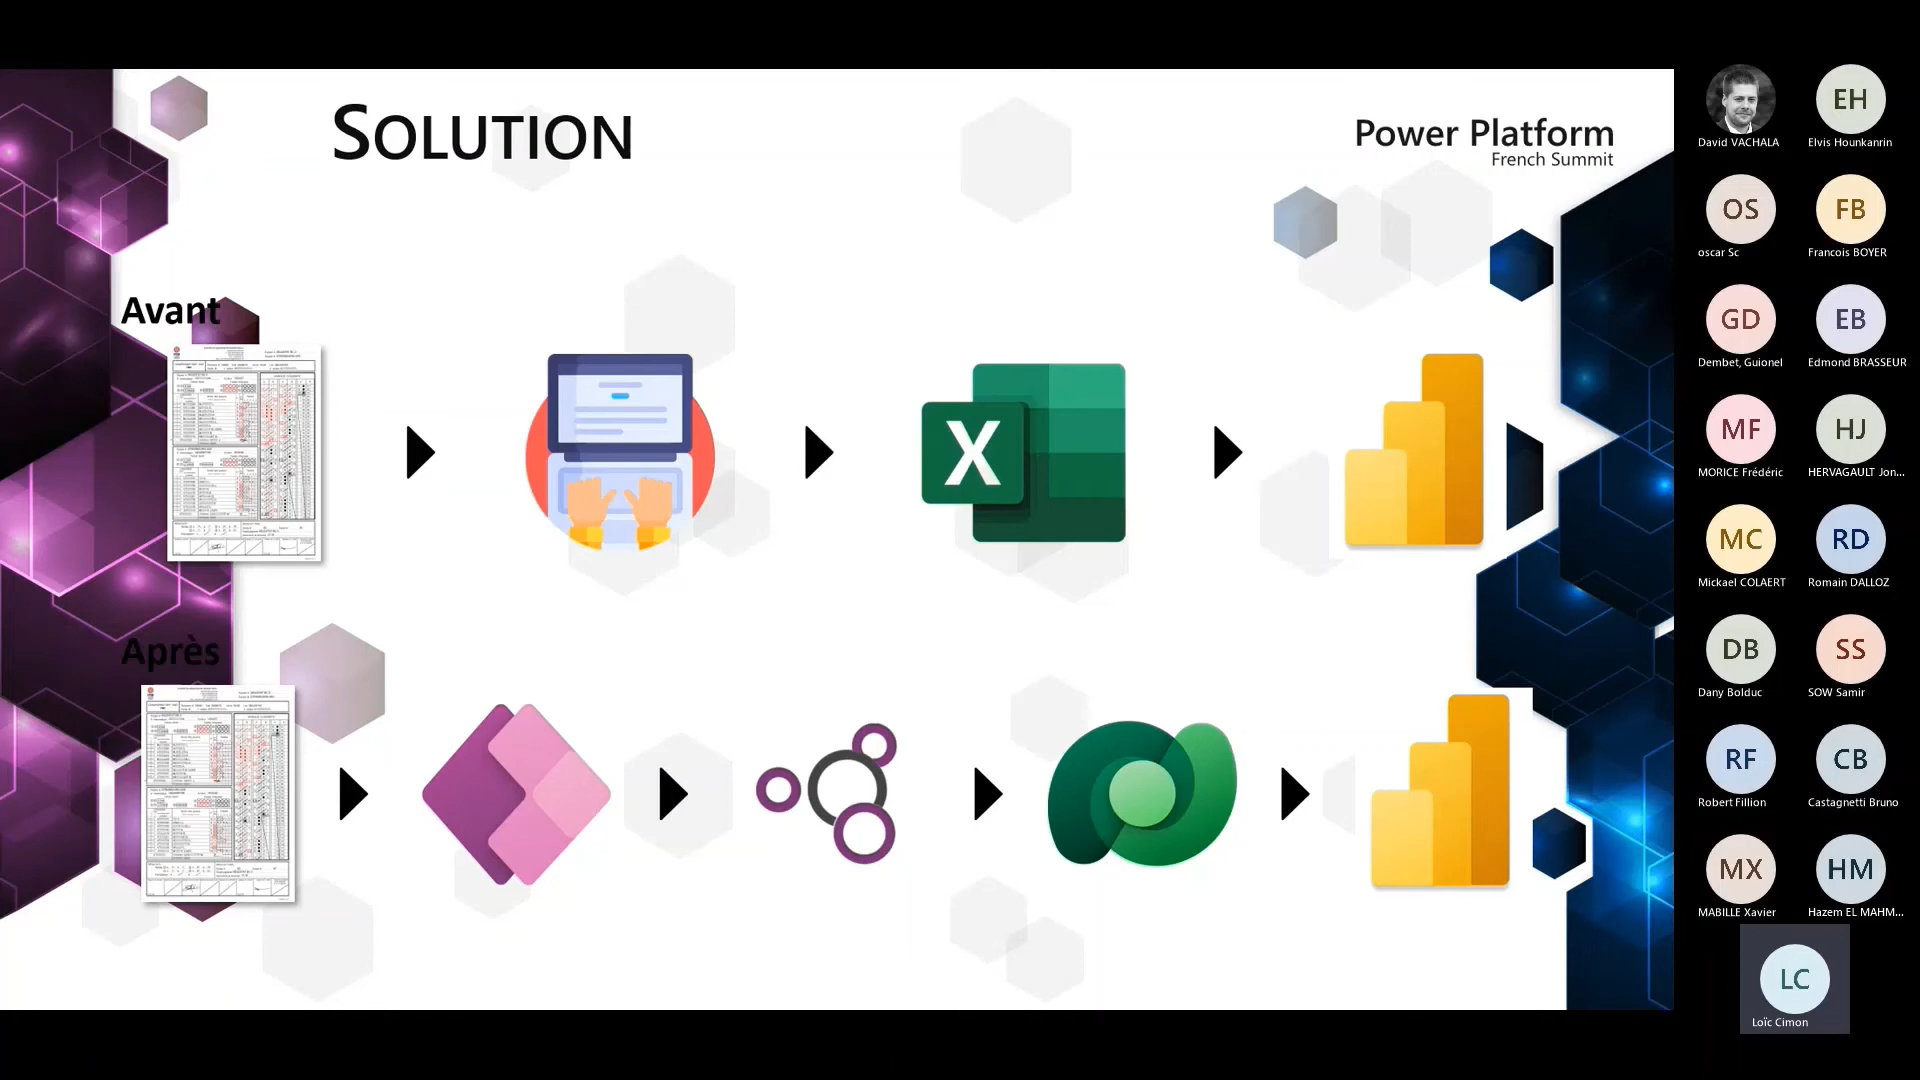 SOLUTION
Power Platform
French Summit
Avant
X
Après
David VACHALA
EH
Elvis Hounkanrin
OS
oscar Sc
FB
Francois BOYER
GD
Dembet, Guionel
EB
Edmond BRASSEUR
MF
MORICE Frédéric
HJ
HERVAGAULT Jon...
MC
Mickael COLAERT
RD
Romain DALLOZ
DB
Dany Bolduc
SS
SOW Samir
RF
Robert Fillion
CB
Castagnetti Bruno
MX
MABILLE Xavier
HM
Hazem EL MAHM...
LC
Loïc Cimon